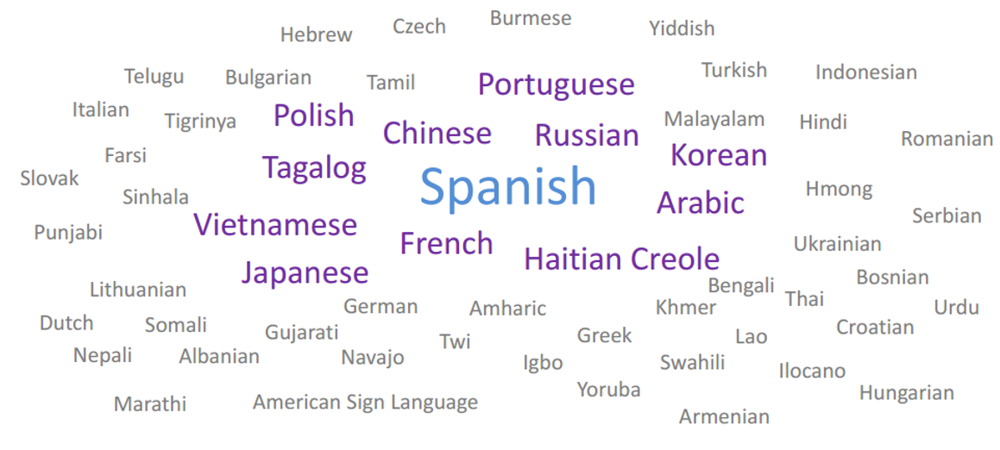 Burmese
Czech
Yiddish
Hebrew
Turkish
Indonesian
Telugu
Bulgarian
Tamil
Portuguese
Italian
Tigrinya
Polish
Chinese
Russian
Malayalam
Hindi
Romanian
Farsi
Tagalog
Korean
Slovak
Sinhala
Spanish
Arabic
Hmong
Serbian
Punjabi
Vietnamese
French
Haitian Creole
Ukrainian
Japanese
Bosnian
Lithuanian
Bengali
German
Amharic
Khmer
Thai
Urdu
Dutch
Somali
Gujarati
Twi
Greek
Lao
Croatian
Nepali
Albanian
Navajo
Igbo
Swahili
Ilocano
Yoruba
Hungarian
Marathi
American Sign Language
Armenian